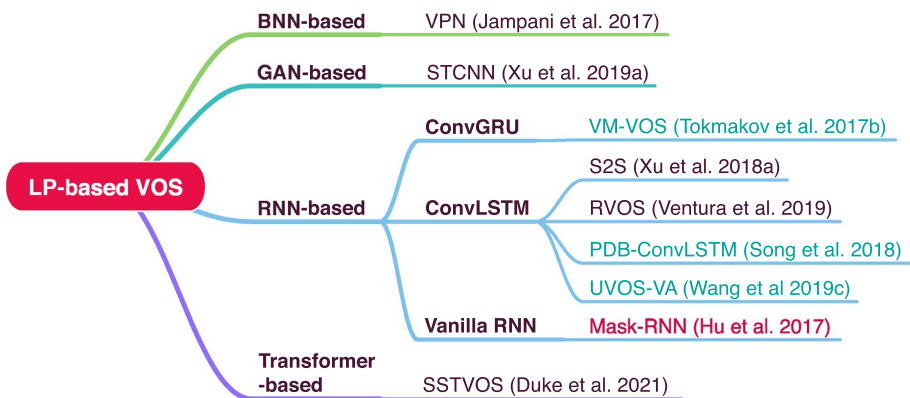 BNN-based
VPN (Jampani et al. 2017)
GAN-based
STCNN (Xu et al. 2019a)
LP-based VOS
RNN-based
ConvGRU
VM-VOS (Tokmakov et al. 2017b)
ConvLSTM
S2S (Xu et al. 2018a)
RVOS (Ventura et al. 2019)
PDB-ConvLSTM (Song et al. 2018)
UVOS-VA (Wang et al 2019c)
Vanilla RNN
Mask-RNN (Hu et al. 2017)
Transformer
-based
SSTVOS (Duke et al. 2021)